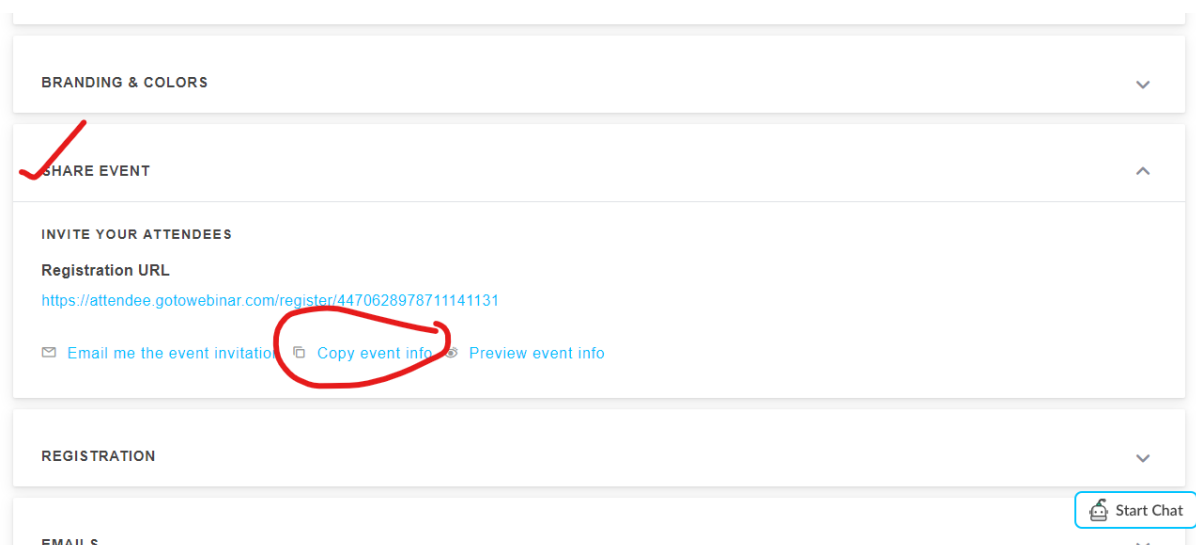 BRANDING & COLORS
SHARE EVENT
INVITE YOUR ATTENDEES
Registration URL
https://attendee.gotowebinar.com/register/4470628978711141131
Email me the event invitation Copy event info Preview event info
REGISTRATION
Start Chat
EMAILS